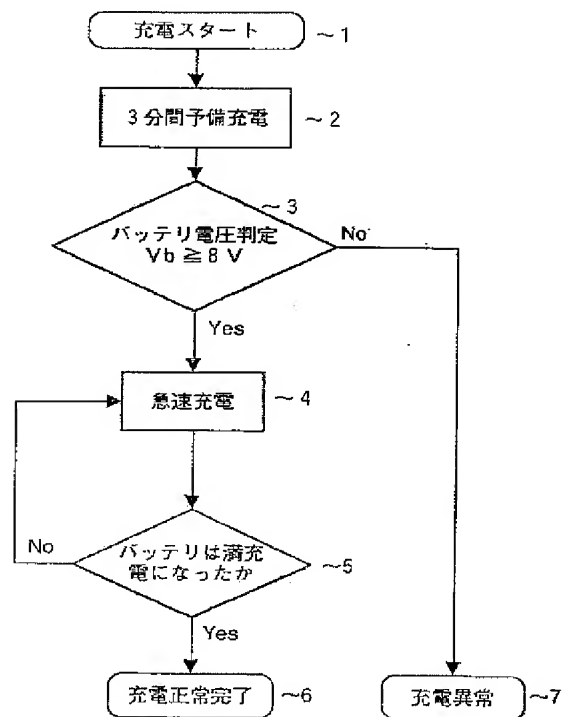 充電スタート ～1
3分間予備充電 ～2
～3
バッテリ電圧判定
Vb ≧ 8 V
No
Yes
急速充電 ～4
No
バッテリは満充
電になったか
～5
Yes
充電正常完了 ～6
充電異常 ～7